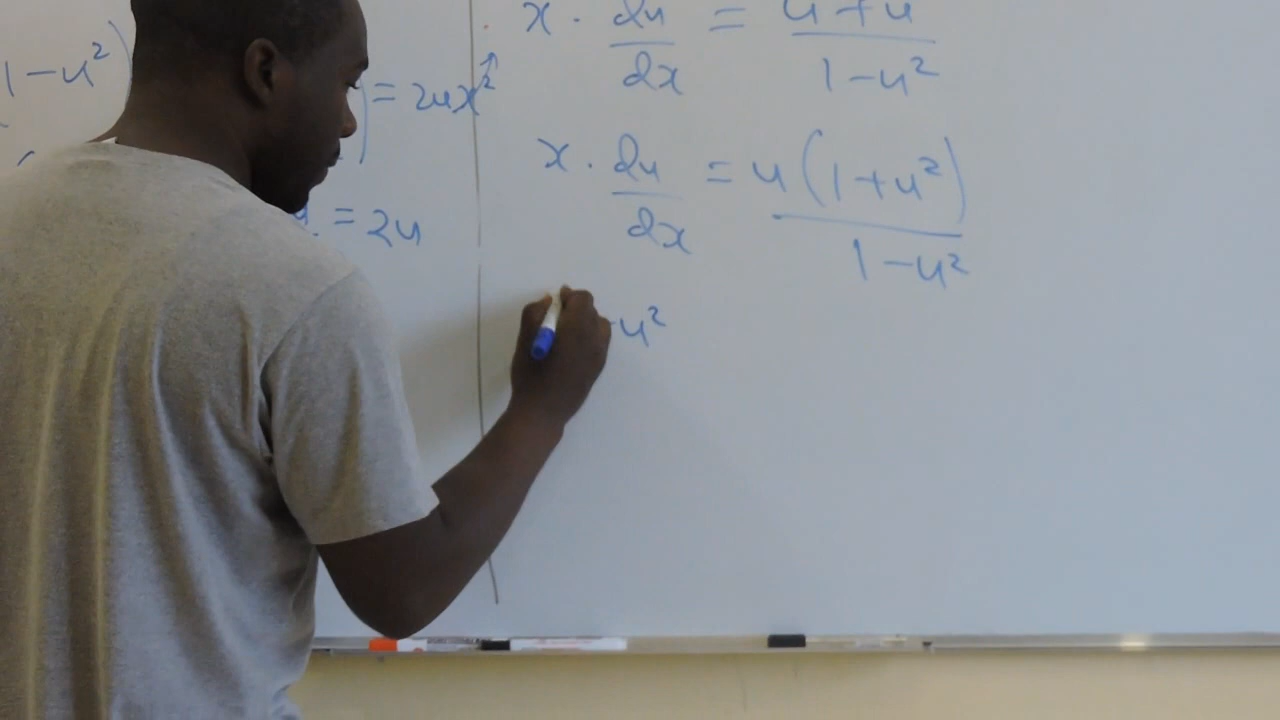 1-u²)
= 2ux²
= 2u
x · du/dx = u+u/1-u²
x · du/dx = u(1+u²)/1-u²
-u²